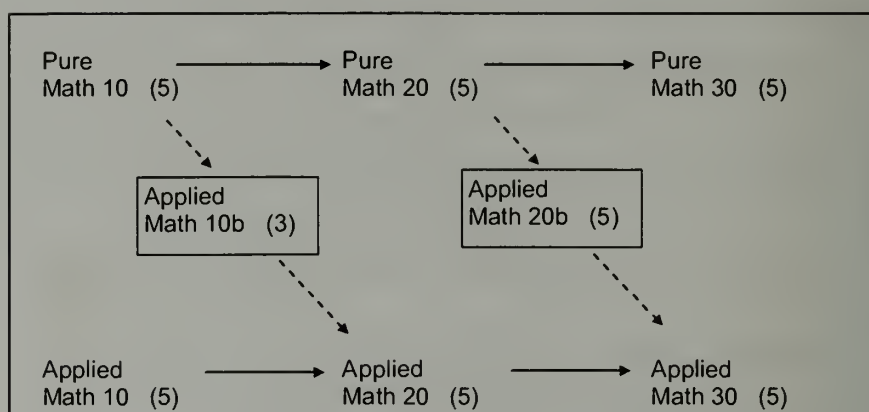 Pure
Math 10 (5)
Pure
Math 20 (5)
Pure
Math 30 (5)
Applied
Math 10b (3)
Applied
Math 20b (5)
Applied
Math 10 (5)
Applied
Math 20 (5)
Applied
Math 30 (5)